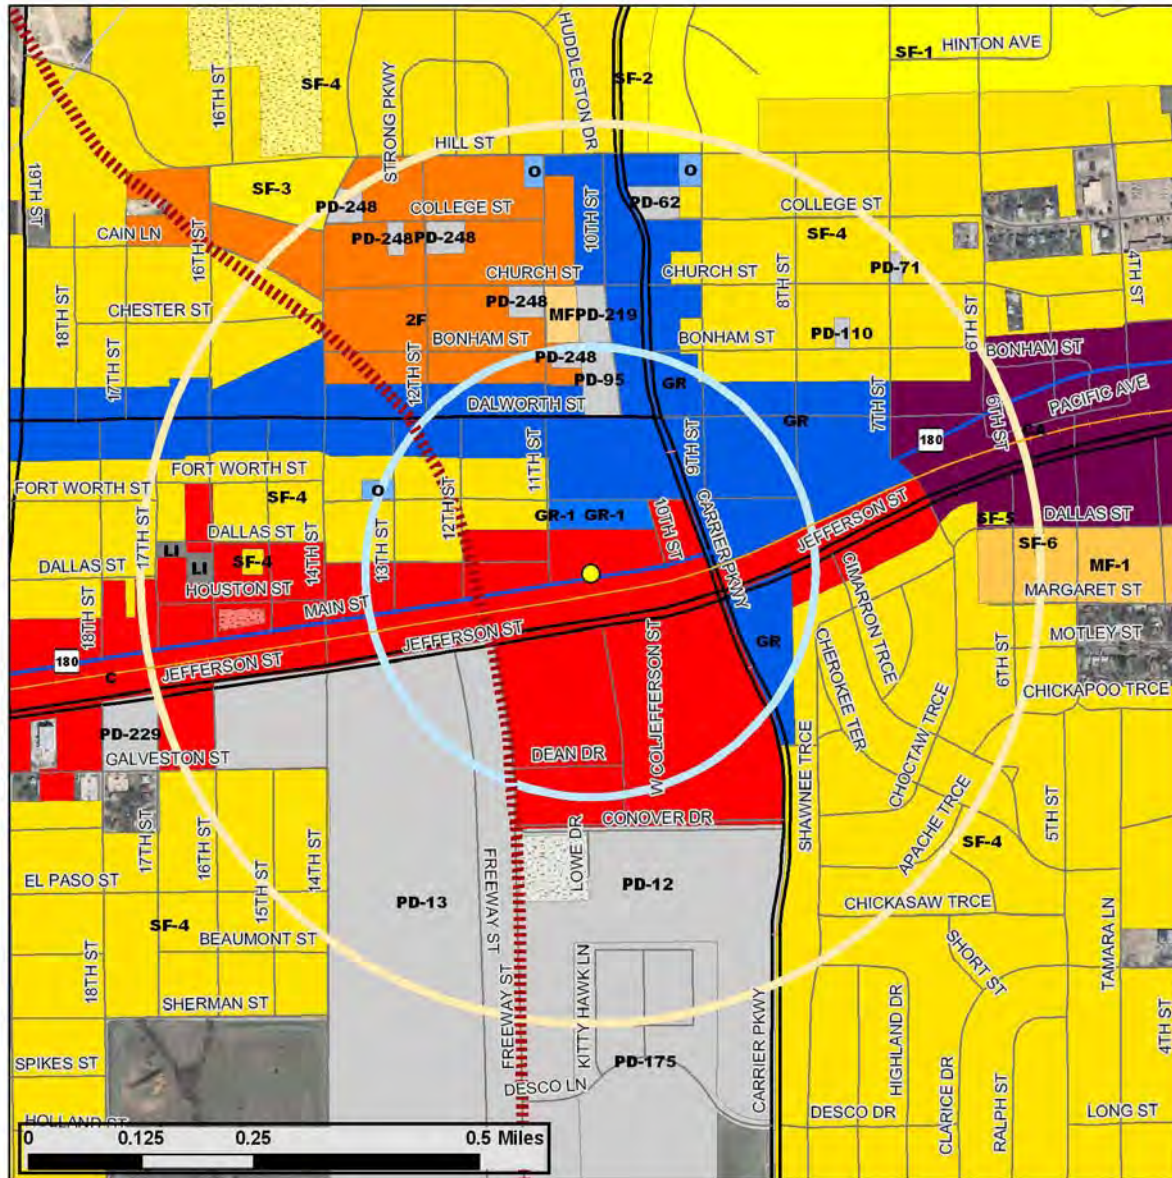 HINTON AVE
SF-1
HUDDLESTON DR
SF-2
SF-4
16TH ST
STRONG PKWY
HILL ST
19TH ST
SF-3
O
O
PD-248
COLLEGE ST
10TH ST
PD-62
COLLEGE ST
SF-4
CAIN LN
16TH ST
PD-248
PD-248
4TH ST
CHURCH ST
CHURCH ST
8TH ST
PD-71
18TH ST
CHESTER ST
PD-248
MF
PD-219
2F
BONHAM ST
BONHAM ST
PD-110
6TH ST
BONHAM ST
17TH ST
12TH ST
PD-248
PD-95
GR
PACIFIC AVE
DALWORTH ST
GR
7TH ST
5TH ST
CA
180
9TH ST
11TH ST
FORT WORTH ST
FORT WORTH ST
SF-4
O
12TH ST
CARRIER PKWY
JEFFERSON ST
17TH ST
DALLAS ST
14TH ST
13TH ST
GR-1
GR-1
10TH ST
SF-5
DALLAS ST
SF-6
LI
LI
SF-4
DALLAS ST
HOUSTON ST
MF-1
MARGARET ST
MAIN ST
CIMARRON TRCE
18TH ST
JEFFERSON ST
MOTLEY ST
180
JEFFERSON ST
W COLJEFFERSON ST
GR
CHEROKEE TER
6TH ST
C
CHICKAPOO TRCE
PD-229
GALVESTON ST
DEAN DR
SHAWNEE TRCE
CHOCTAW TRCE
CONOVER DR
5TH ST
17TH ST
16TH ST
14TH ST
LOWE DR
APACHE TRCE
SF-4
EL PASO ST
15TH ST
FREEWAY ST
PD-12
PD-13
CHICKASAW TRCE
SF-4
BEAUMONT ST
TAMARA LN
18TH ST
SHORT ST
KITTY HAWK LN
SHERMAN ST
FREEWAY ST
CARRIER PKWY
HIGHLAND DR
4TH ST
SPIKES ST
PD-175
CLARICE DR
RALPH ST
DESCO LN
HOLLAND ST
DESCO DR
LONG ST
0 0.125 0.25 0.5 Miles